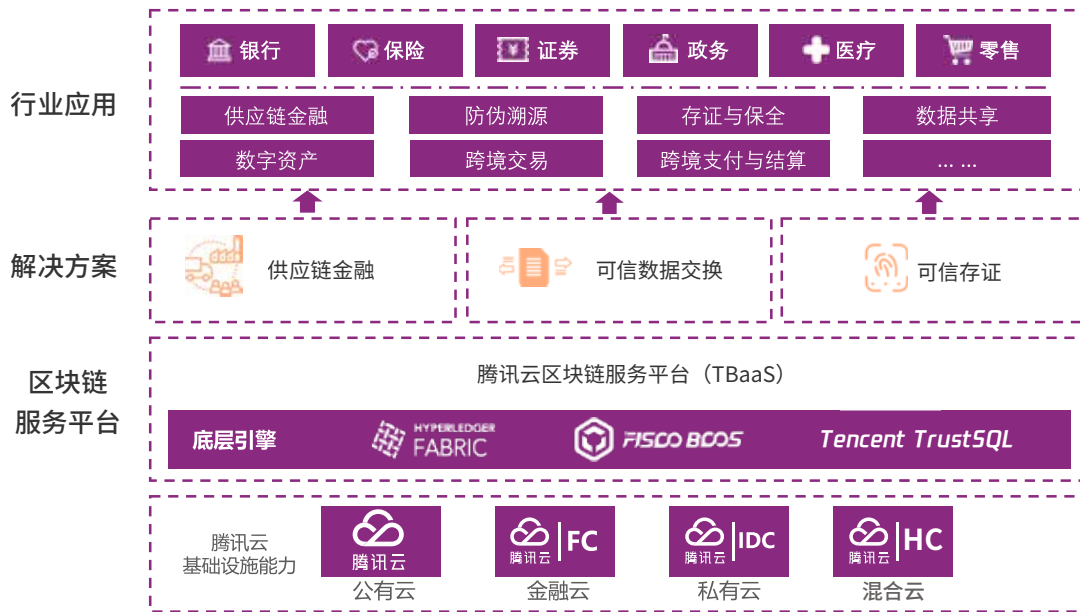 行业应用
银行 保险 证券 政务 医疗 零售
供应链金融 防伪溯源 存证与保全 数据共享
数字资产 跨境交易 跨境支付与结算 ... ...
解决方案
供应链金融 可信数据交换 可信存证
区块链
服务平台
腾讯云区块链服务平台（TBaaS）
底层引擎 HYPERLEDGER FABRIC FISCO BCOS Tencent TrustSQL
腾讯云
基础设施能力
腾讯云 腾讯云 FC 腾讯云 IDC 腾讯云 HC
公有云 金融云 私有云 混合云